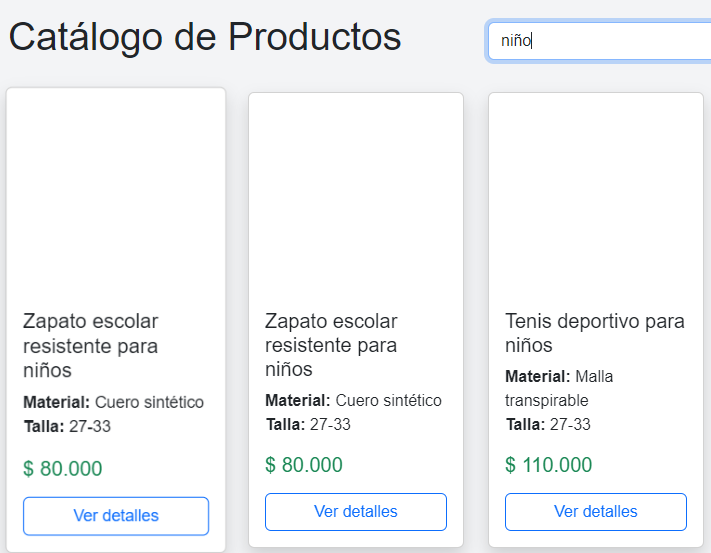 Catálogo de Productos
niño
Zapato escolar
resistente para
niños
Material: Cuero sintético
Talla: 27-33
$ 80.000
Ver detalles
Zapato escolar
resistente para
niños
Material: Cuero sintético
Talla: 27-33
$ 80.000
Ver detalles
Tenis deportivo para
niños
Material: Malla
transpirable
Talla: 27-33
$ 110.000
Ver detalles